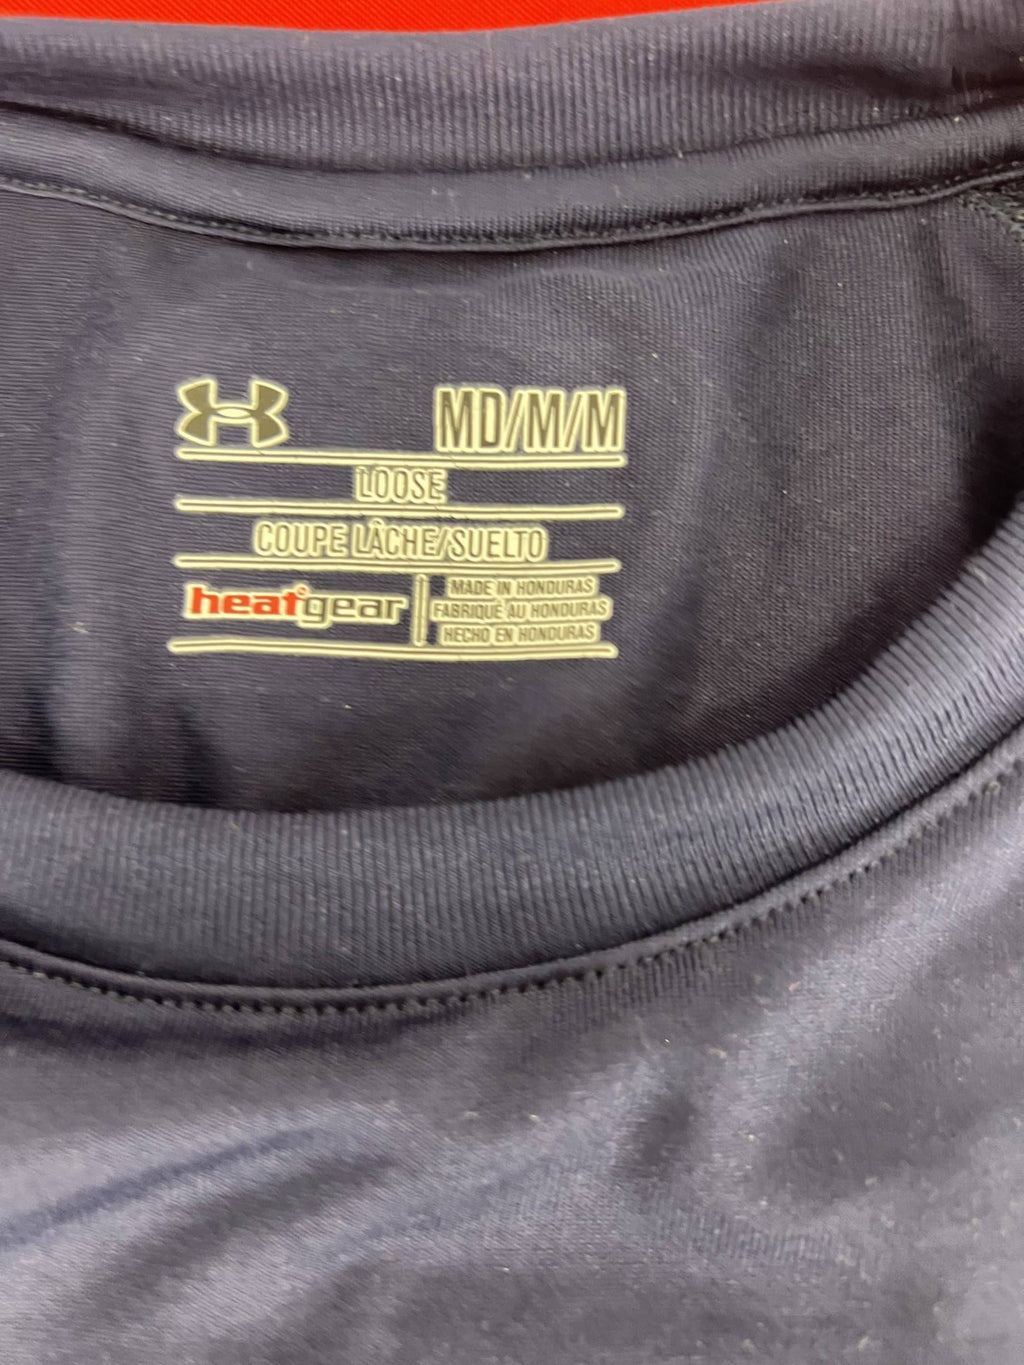 MD/M/M
LOOSE
COUPE LÂCHE/SUELTO
heatgear
MADE IN HONDURAS
FABRIQUÉ AU HONDURAS
HECHO EN HONDURAS